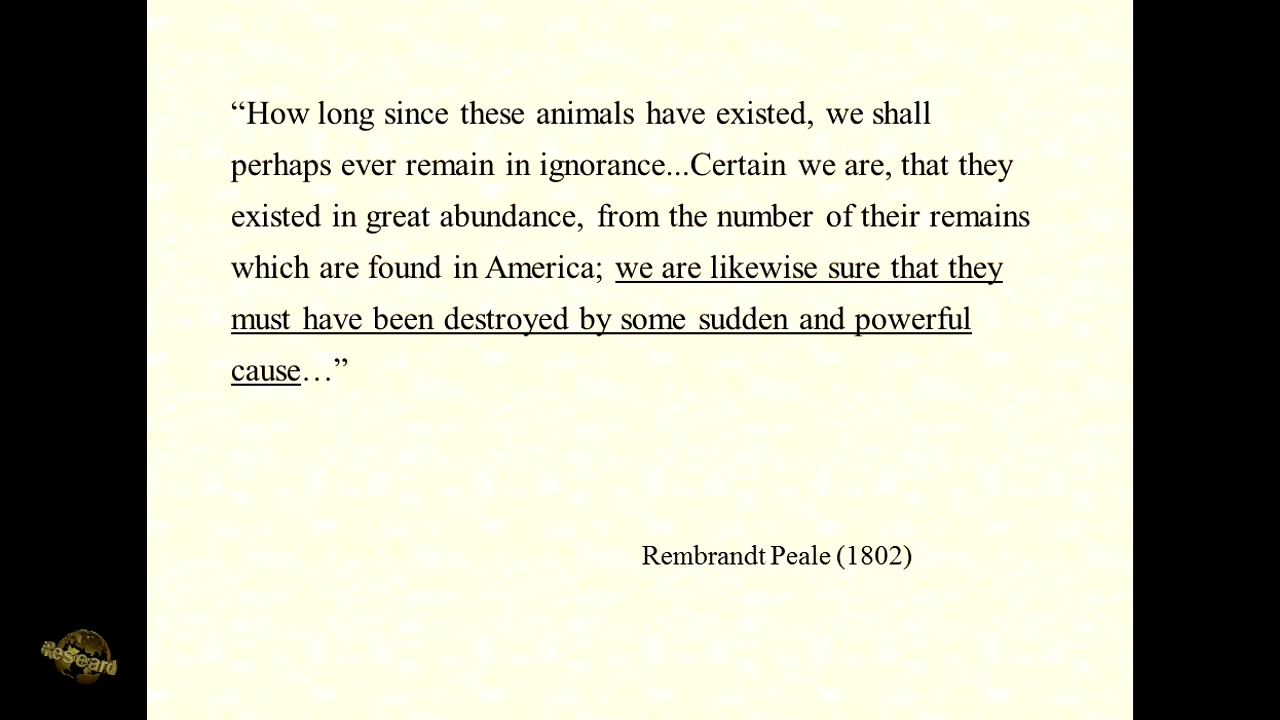 “How long since these animals have existed, we shall
perhaps ever remain in ignorance...Certain we are, that they
existed in great abundance, from the number of their remains
which are found in America; we are likewise sure that they
must have been destroyed by some sudden and powerful
cause…”
Rembrandt Peale (1802)